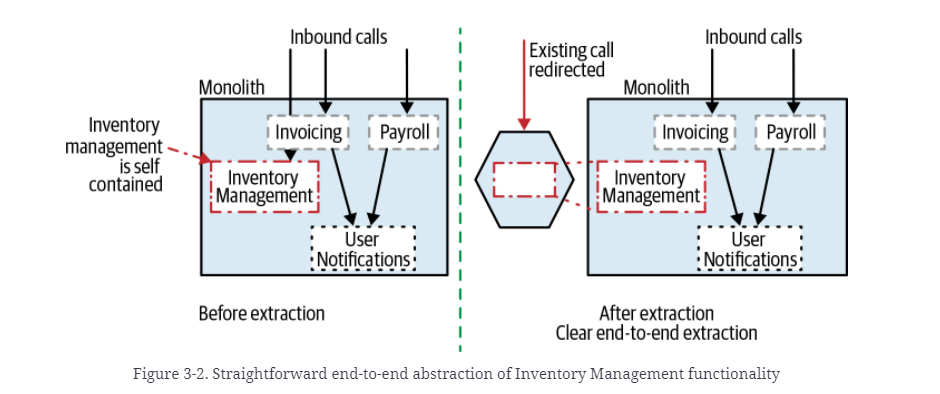 Inbound calls
Monolith
Inventory
management
is self
contained
Invoicing
Payroll
Inventory
Management
User
Notifications
Before extraction
Existing call
redirected
Inbound calls
Monolith
Invoicing
Payroll
Inventory
Management
User
Notifications
After extraction
Clear end-to-end extraction
Figure 3-2. Straightforward end-to-end abstraction of Inventory Management functionality